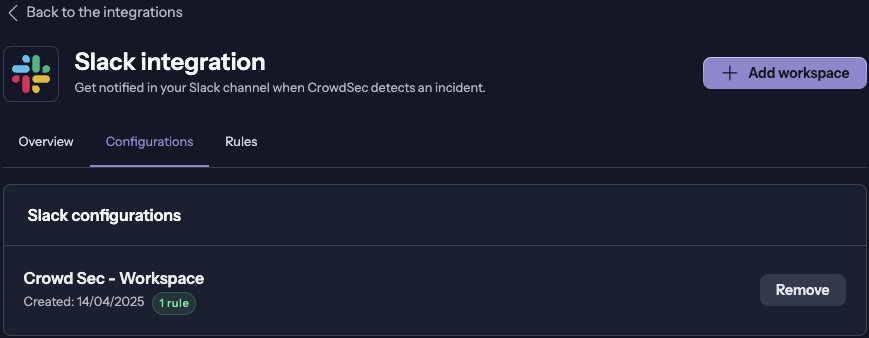 Back to the integrations
Slack integration
Get notified in your Slack channel when CrowdSec detects an incident.
Add workspace
Overview
Configurations
Rules
Slack configurations
Crowd Sec - Workspace
Created: 14/04/2025
1 rule
Remove